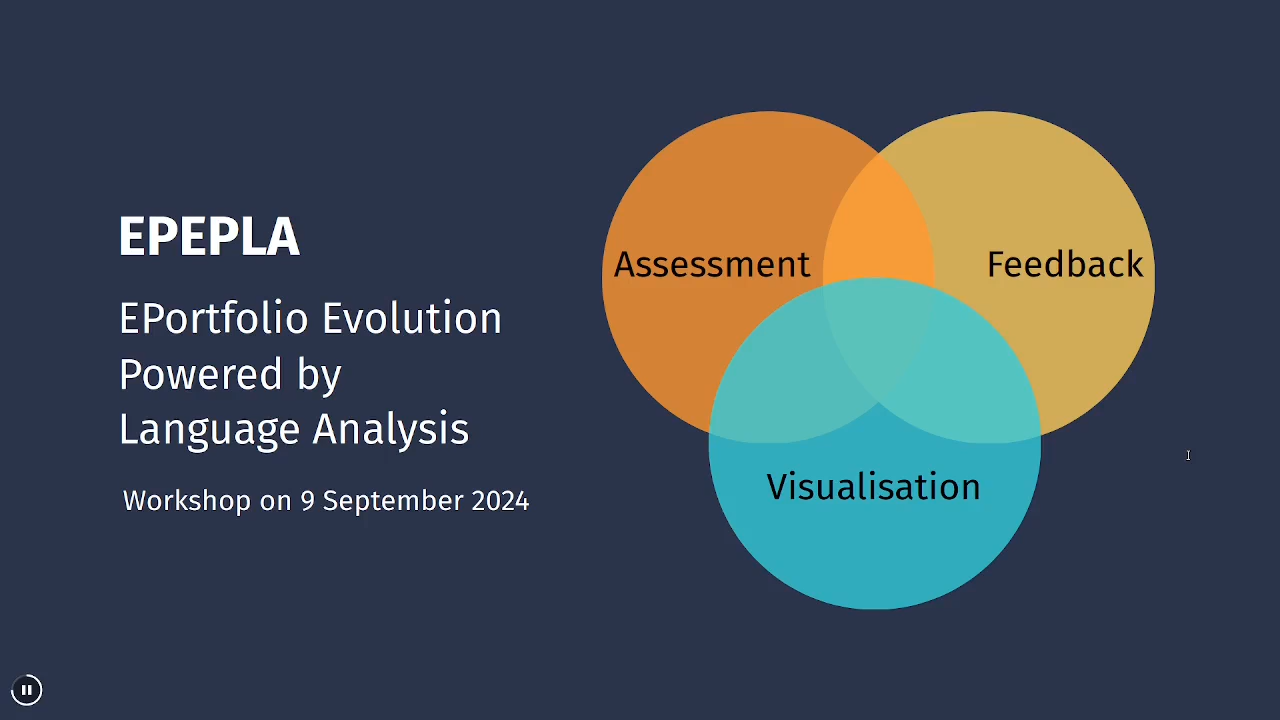 EPEPLA
EPortfolio Evolution
Powered by
Language Analysis
Workshop on 9 September 2024
Assessment
Feedback
Visualisation